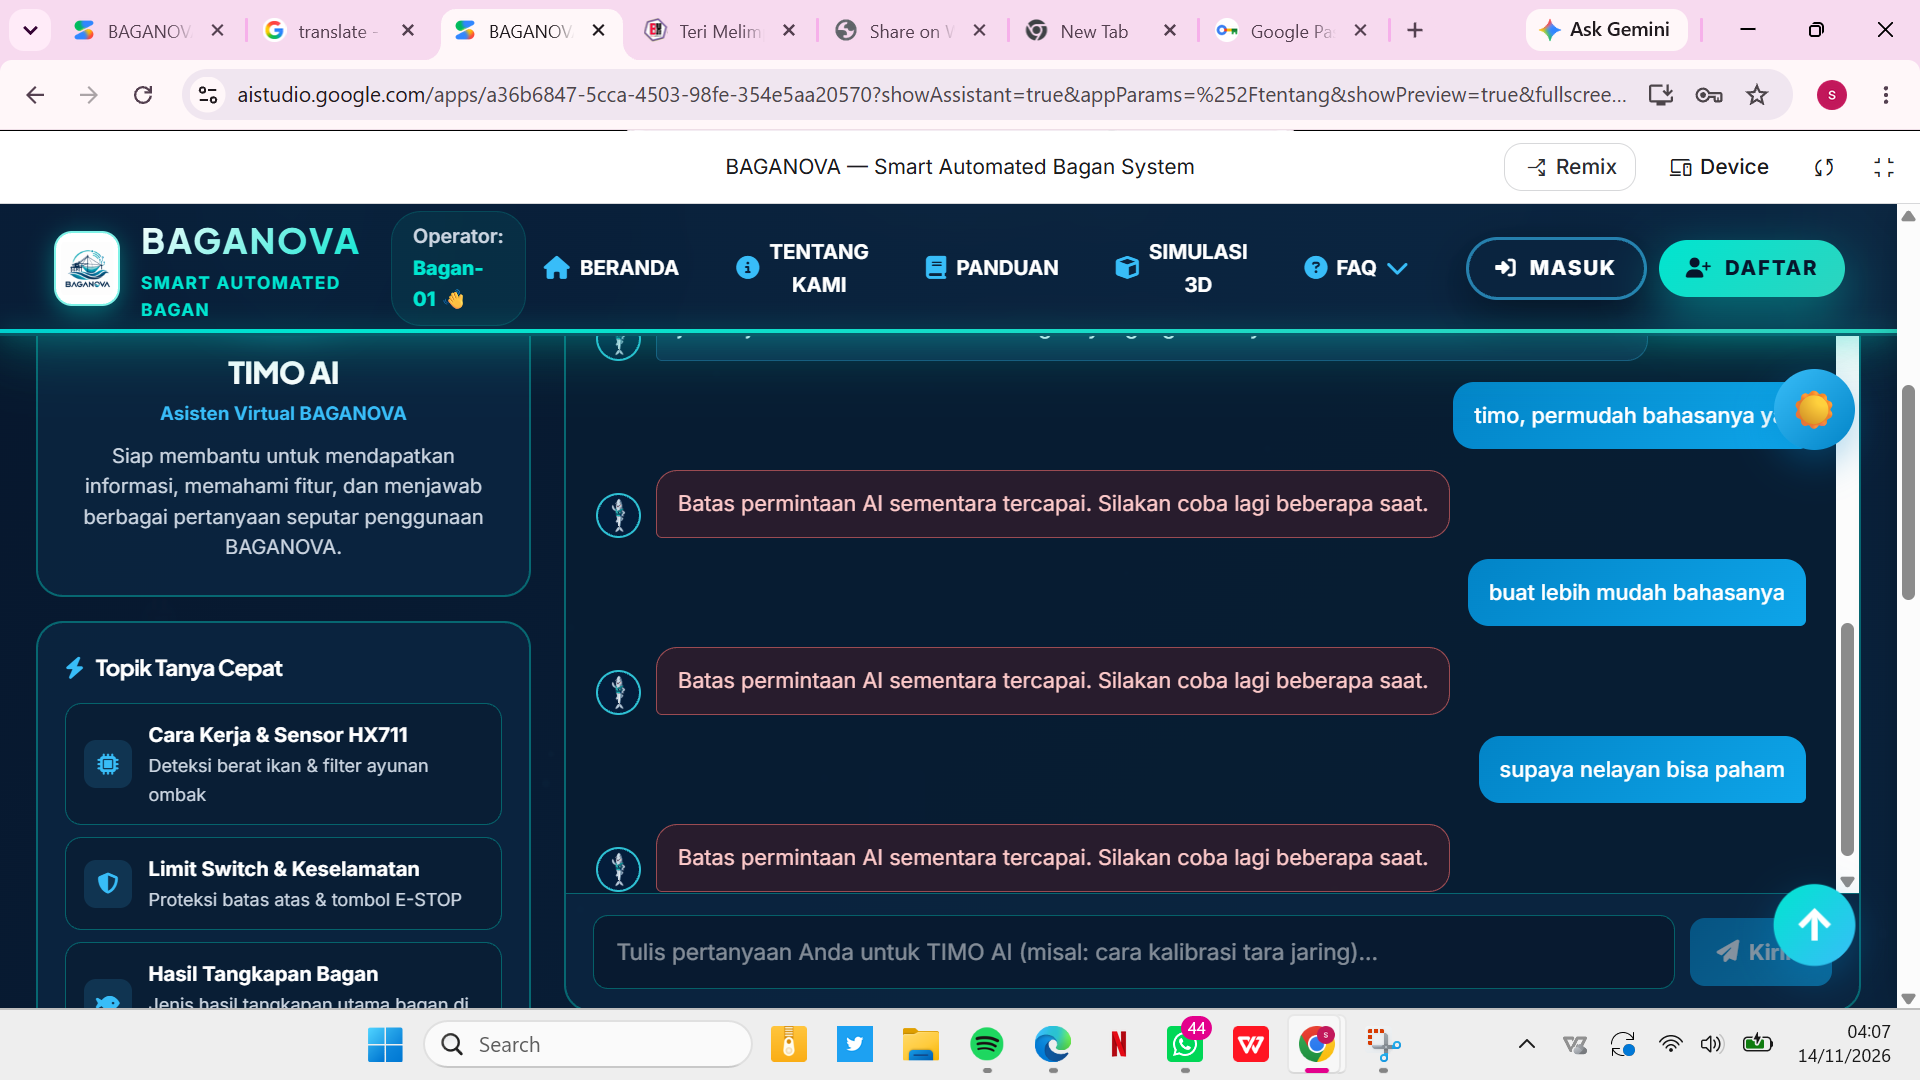 BAGANOV
translate -
BAGANOV
Teri Melim
Share on W
New Tab
Google Pa
Ask Gemini
aistudio.google.com/apps/a36b6847-5cca-4503-98fe-354e5aa20570?showAssistant=true&appParams=%252Ftentang&showPreview=true&fullscree...
s
BAGANOVA — Smart Automated Bagan System
Remix
Device
BAGANOVA
BAGANOVA
SMART AUTOMATED
BAGAN
Operator:
Bagan-
01 👋
BERANDA
TENTANG
KAMI
PANDUAN
SIMULASI
3D
FAQ
MASUK
DAFTAR
TIMO AI
Asisten Virtual BAGANOVA
Siap membantu untuk mendapatkan
informasi, memahami fitur, dan menjawab
berbagai pertanyaan seputar penggunaan
BAGANOVA.
Topik Tanya Cepat
Cara Kerja & Sensor HX711
Deteksi berat ikan & filter ayunan
ombak
Limit Switch & Keselamatan
Proteksi batas atas & tombol E-STOP
Hasil Tangkapan Bagan
Jenis hasil tangkapan utama bagan di
timo, permudah bahasanya
Batas permintaan AI sementara tercapai. Silakan coba lagi beberapa saat.
buat lebih mudah bahasanya
Batas permintaan AI sementara tercapai. Silakan coba lagi beberapa saat.
supaya nelayan bisa paham
Batas permintaan AI sementara tercapai. Silakan coba lagi beberapa saat.
Tulis pertanyaan Anda untuk TIMO AI (misal: cara kalibrasi tara jaring)...
Search
44
04:07
14/11/2026